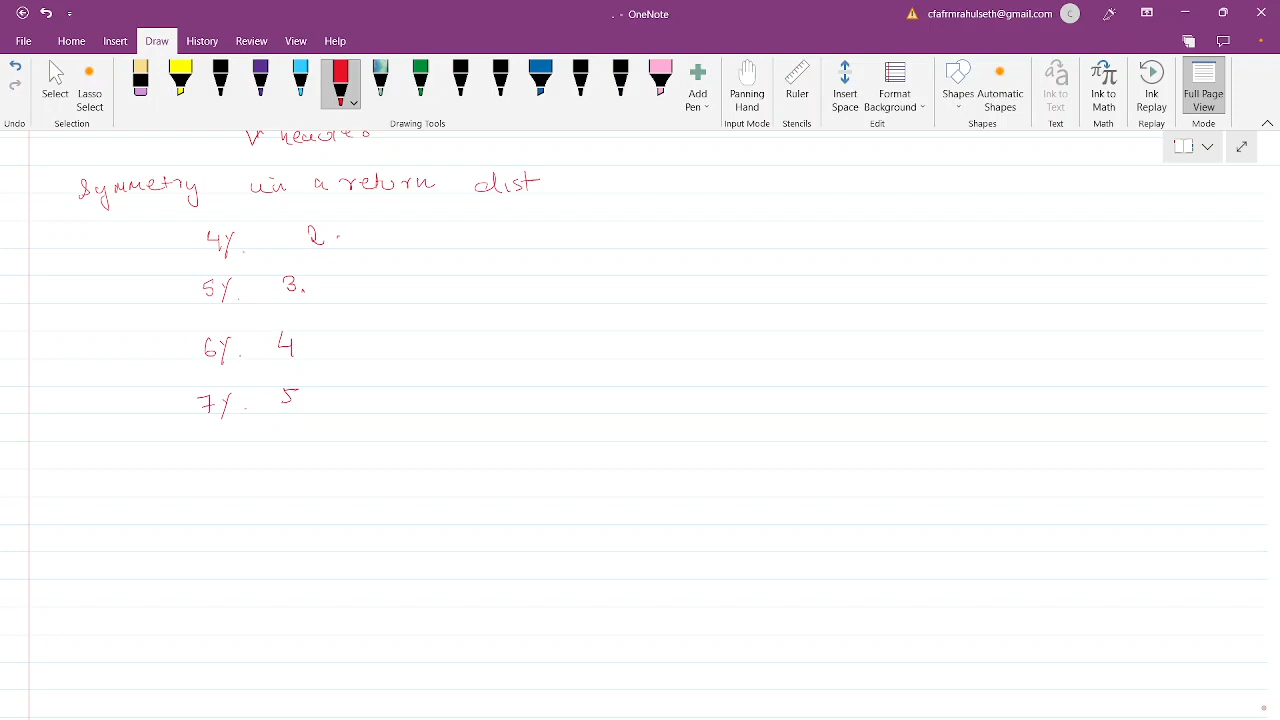 . - OneNote
cfafrmrahulseth@gmail.com
C
File Home Insert Draw History Review View Help
Select
Lasso Select
Add Pen
Panning Hand
Ruler
Insert Space
Format Background
Shapes
Automatic Shapes
Ink to Text
Ink to Math
Ink Replay
Full Page View
Undo Selection Drawing Tools Input Mode Stencils Edit Shapes Convert Math Replay Mode
Symmetry in a return dist
4%. 2.
5%. 3.
6%. 4
7%. 5